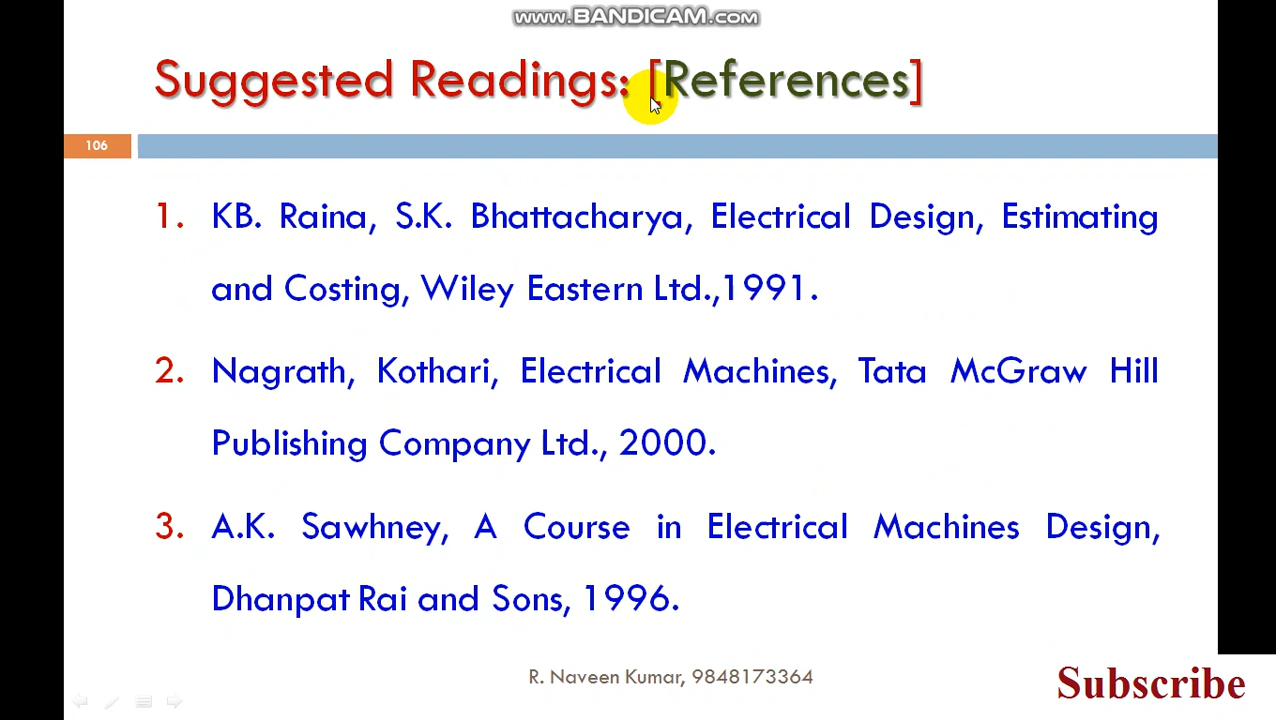 www.BANDICAM.com
Suggested Readings: [References]
106
1. KB. Raina, S.K. Bhattacharya, Electrical Design, Estimating
and Costing, Wiley Eastern Ltd.,1991.
2. Nagrath, Kothari, Electrical Machines, Tata McGraw Hill
Publishing Company Ltd., 2000.
3. A.K. Sawhney, A Course in Electrical Machines Design,
Dhanpat Rai and Sons, 1996.
R. Naveen Kumar, 9848173364
Subscribe